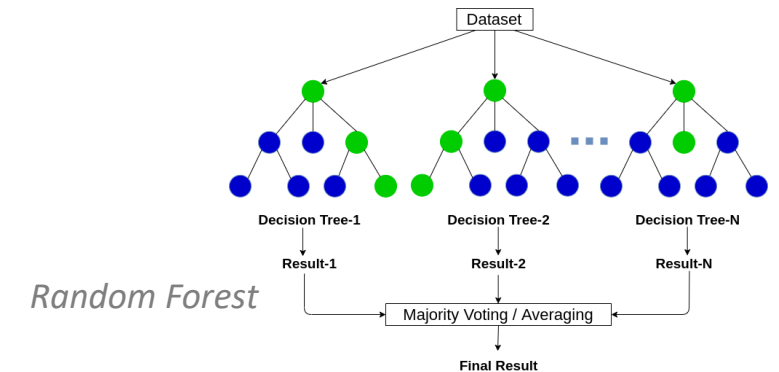 Dataset
Decision Tree-1
Decision Tree-2
Decision Tree-N
Result-1
Result-2
Result-N
Random Forest
Majority Voting / Averaging
Final Result